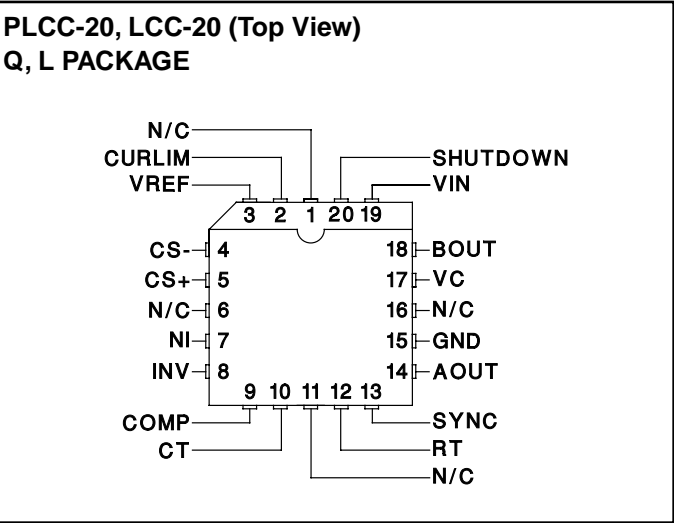 PLCC-20, LCC-20 (Top View)
Q, L PACKAGE
N/C
CURLIM SHUTDOWN
VREF VIN
3 2 1 20 19
CS- 4 18 BOUT
CS+ 5 17 VC
N/C 6 16 N/C
NI 7 15 GND
INV 8 14 AOUT
9 10 11 12 13
COMP SYNC
CT RT
N/C